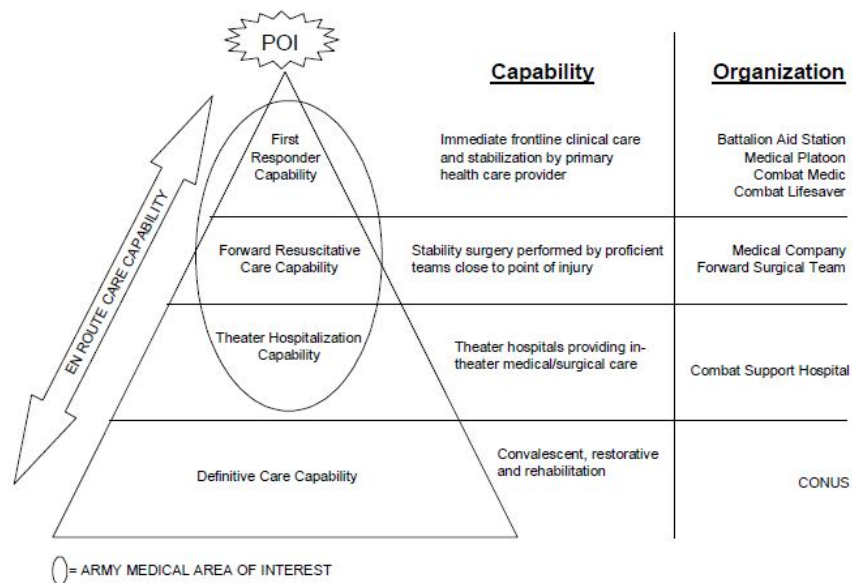 POI
Capability
Organization
First
Responder
Capability
Immediate frontline clinical care
and stabilization by primary
health care provider
Battalion Aid Station
Medical Platoon
Combat Medic
Combat Lifesaver
EN ROUTE CARE CAPABILITY
Forward Resuscitative
Care Capability
Stability surgery performed by proficient
teams close to point of injury
Medical Company
Forward Surgical Team
Theater Hospitalization
Capability
Theater hospitals providing in-
theater medical/surgical care
Combat Support Hospital
Definitive Care Capability
Convalescent, restorative
and rehabilitation
CONUS
= ARMY MEDICAL AREA OF INTEREST